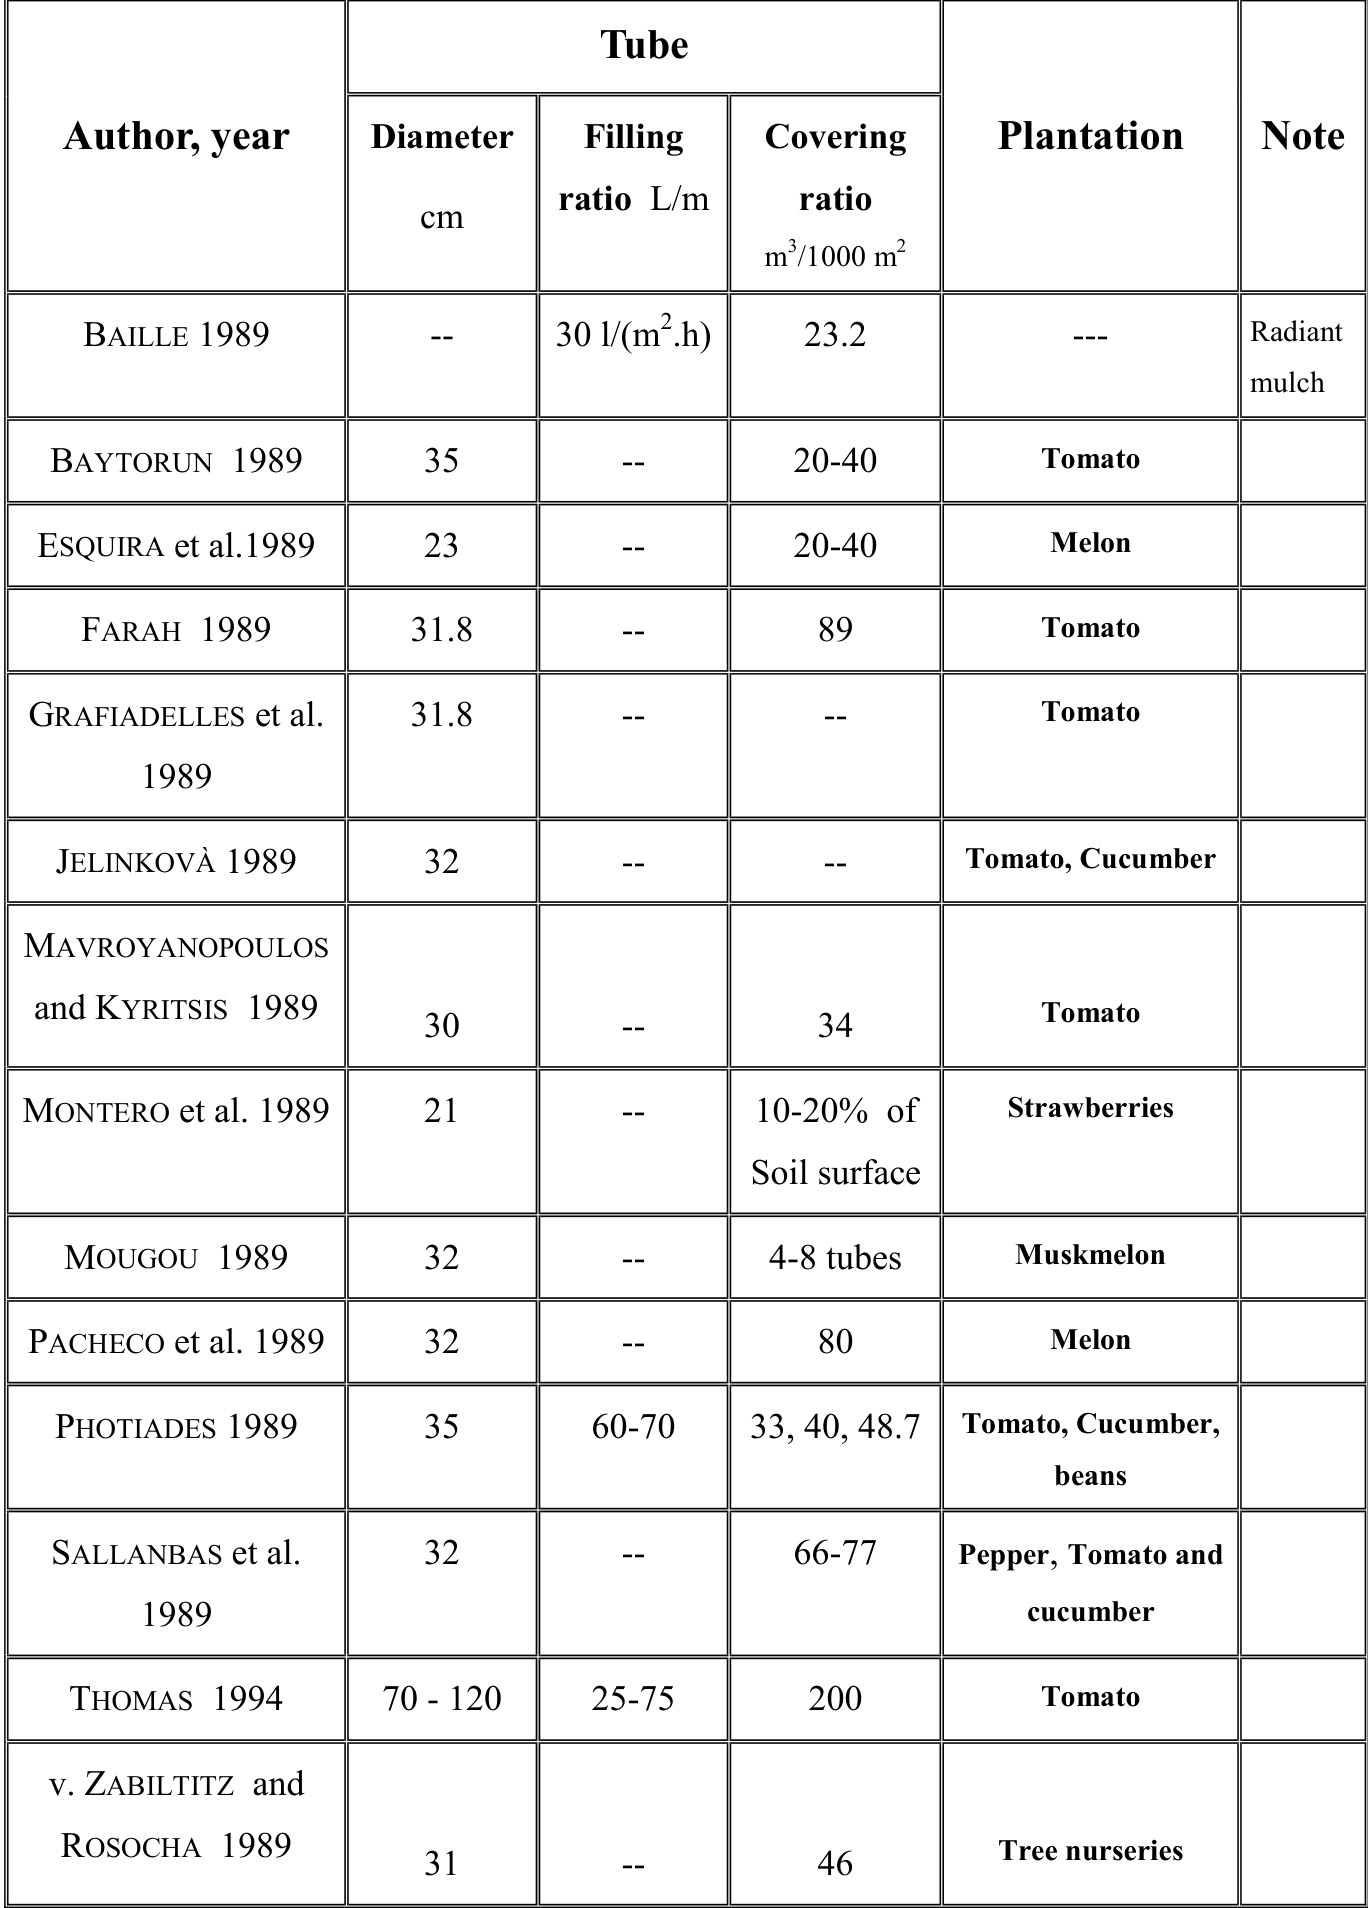 Tube
Author, year
Diameter
cm
Filling
ratio L/m
Covering
ratio
m³/1000 m²
Plantation
Note
BAILLE 1989
--
30 l/(m².h)
23.2
---
Radiant
mulch
BAYTORUN 1989
35
--
20-40
Tomato
ESQUIRA et al.1989
23
--
20-40
Melon
FARAH 1989
31.8
--
89
Tomato
GRAFIADELLES et al.
1989
31.8
--
--
Tomato
JELINKOVÀ 1989
32
--
--
Tomato, Cucumber
MAVROYANOPOULOS
and KYRITSIS 1989
30
--
34
Tomato
MONTERO et al. 1989
21
--
10-20% of
Soil surface
Strawberries
MOUGOU 1989
32
--
4-8 tubes
Muskmelon
PACHECO et al. 1989
32
--
80
Melon
PHOTIADES 1989
35
60-70
33, 40, 48.7
Tomato, Cucumber,
beans
SALLANBAS et al.
1989
32
--
66-77
Pepper, Tomato and
cucumber
THOMAS 1994
70 - 120
25-75
200
Tomato
v. ZABILTITZ and
ROSOCHA 1989
31
--
46
Tree nurseries